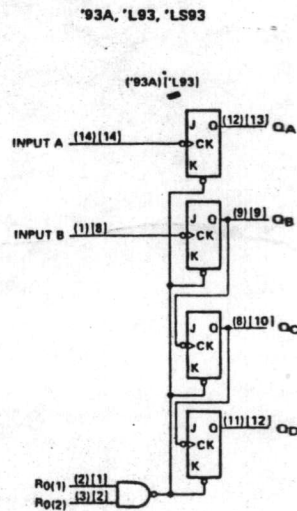 '93A, 'L93, 'LS93
('93A) ['L93]
J Q (12)[13] QA
INPUT A (14)[14] CK
K
J Q (9)[9] QB
INPUT B (1)[8] CK
K
J Q (8)[10] QC
CK
K
J Q (11)[12] QD
CK
K
R0(1) (2)[1]
R0(2) (3)[2]